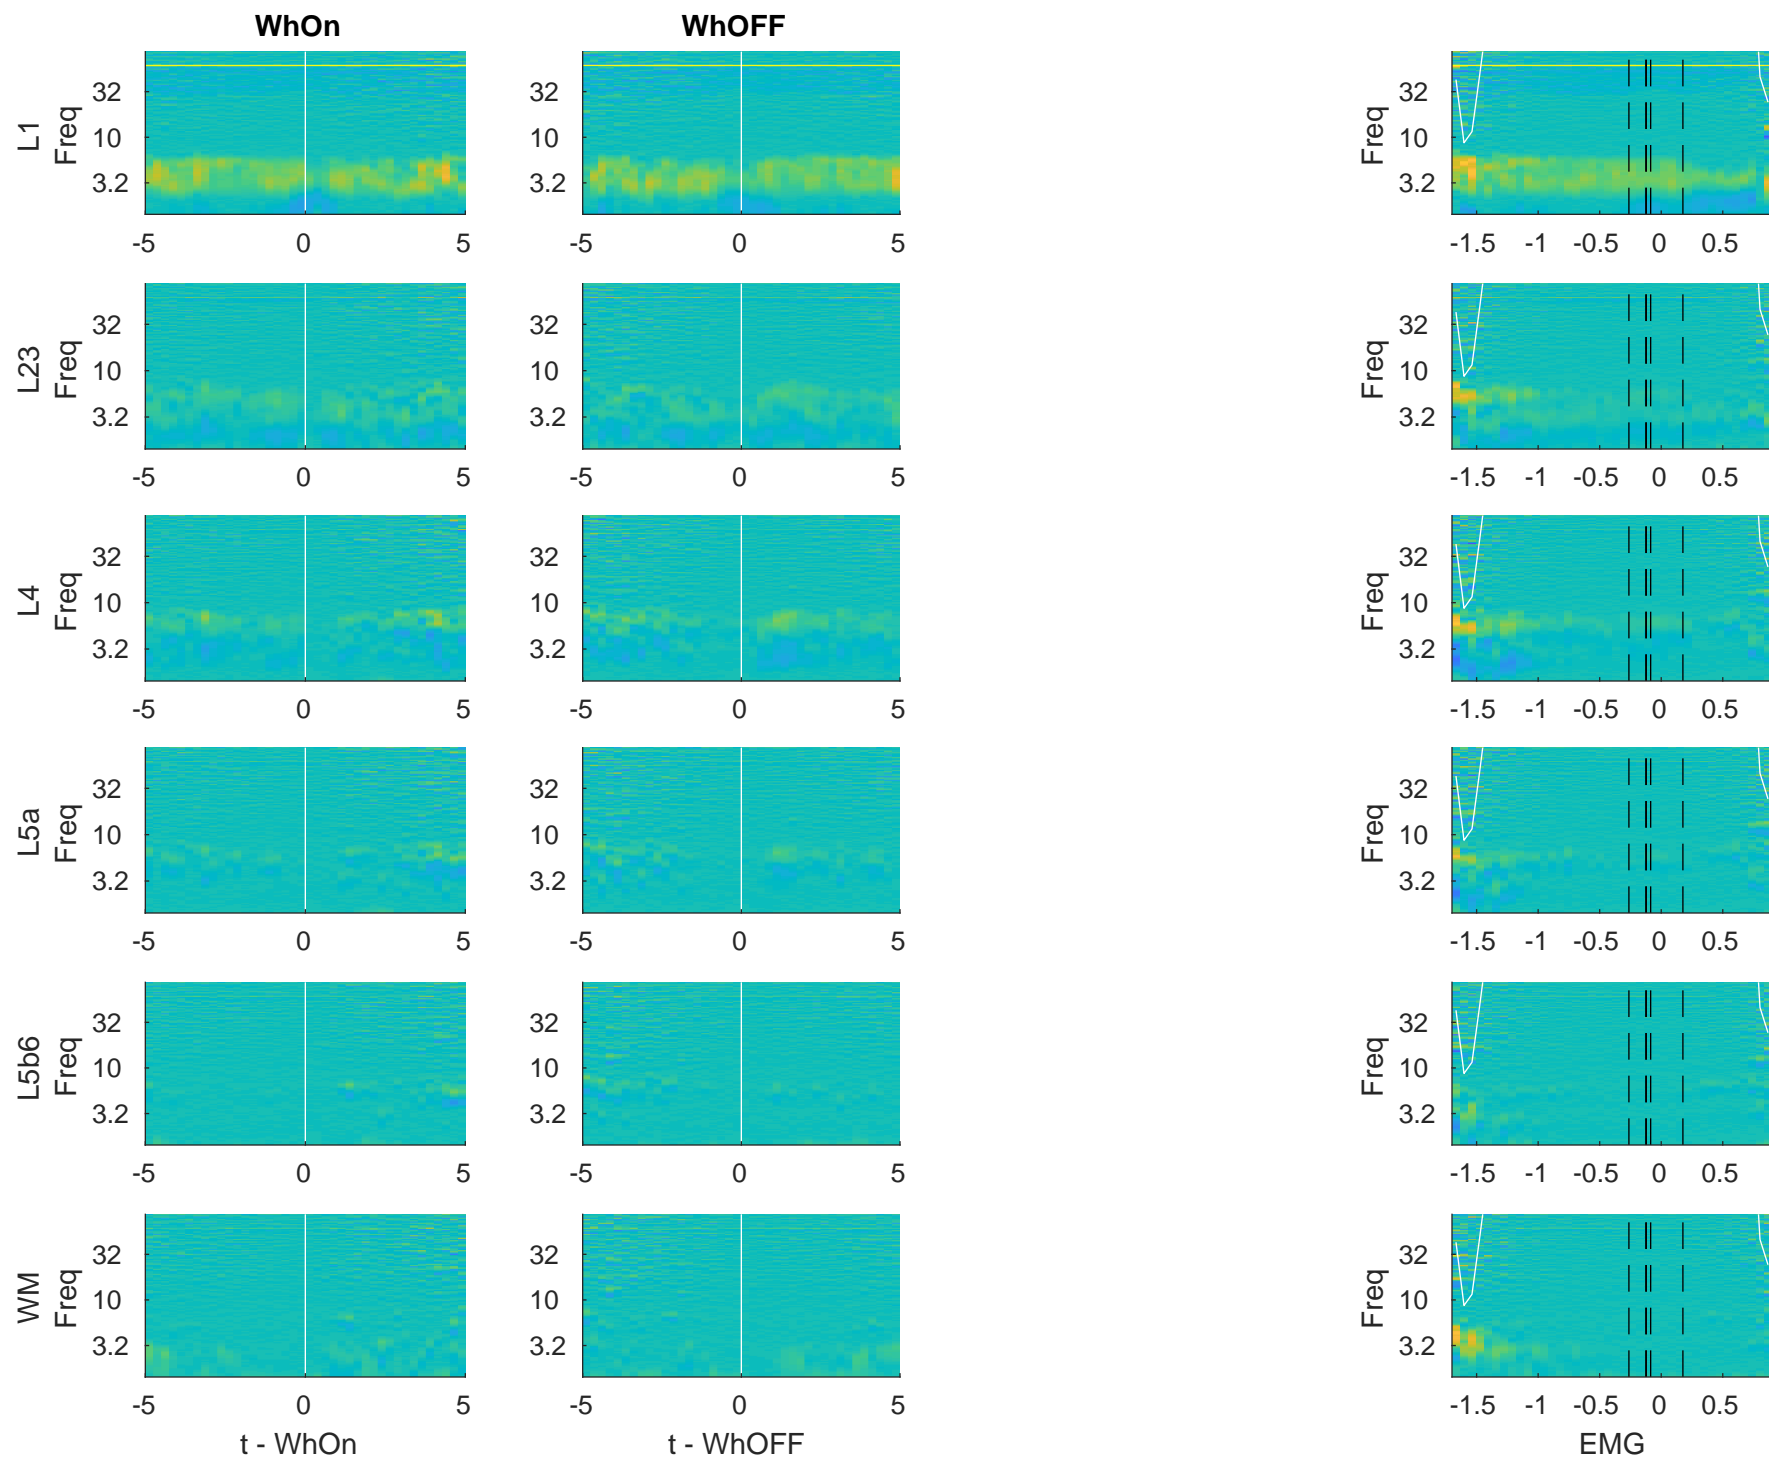 WhOn WhOFF
L1 Freq 32 10 3.2 32 10 3.2 Freq 32 10 3.2
-5 0 5 -5 0 5 -1.5 -1 -0.5 0 0.5
L23 Freq 32 10 3.2 32 10 3.2 Freq 32 10 3.2
-5 0 5 -5 0 5 -1.5 -1 -0.5 0 0.5
L4 Freq 32 10 3.2 32 10 3.2 Freq 32 10 3.2
-5 0 5 -5 0 5 -1.5 -1 -0.5 0 0.5
L5a Freq 32 10 3.2 32 10 3.2 Freq 32 10 3.2
-5 0 5 -5 0 5 -1.5 -1 -0.5 0 0.5
L5b6 Freq 32 10 3.2 32 10 3.2 Freq 32 10 3.2
-5 0 5 -5 0 5 -1.5 -1 -0.5 0 0.5
WM Freq 32 10 3.2 32 10 3.2 Freq 32 10 3.2
-5 0 5 -5 0 5 -1.5 -1 -0.5 0 0.5
t - WhOn t - WhOFF EMG